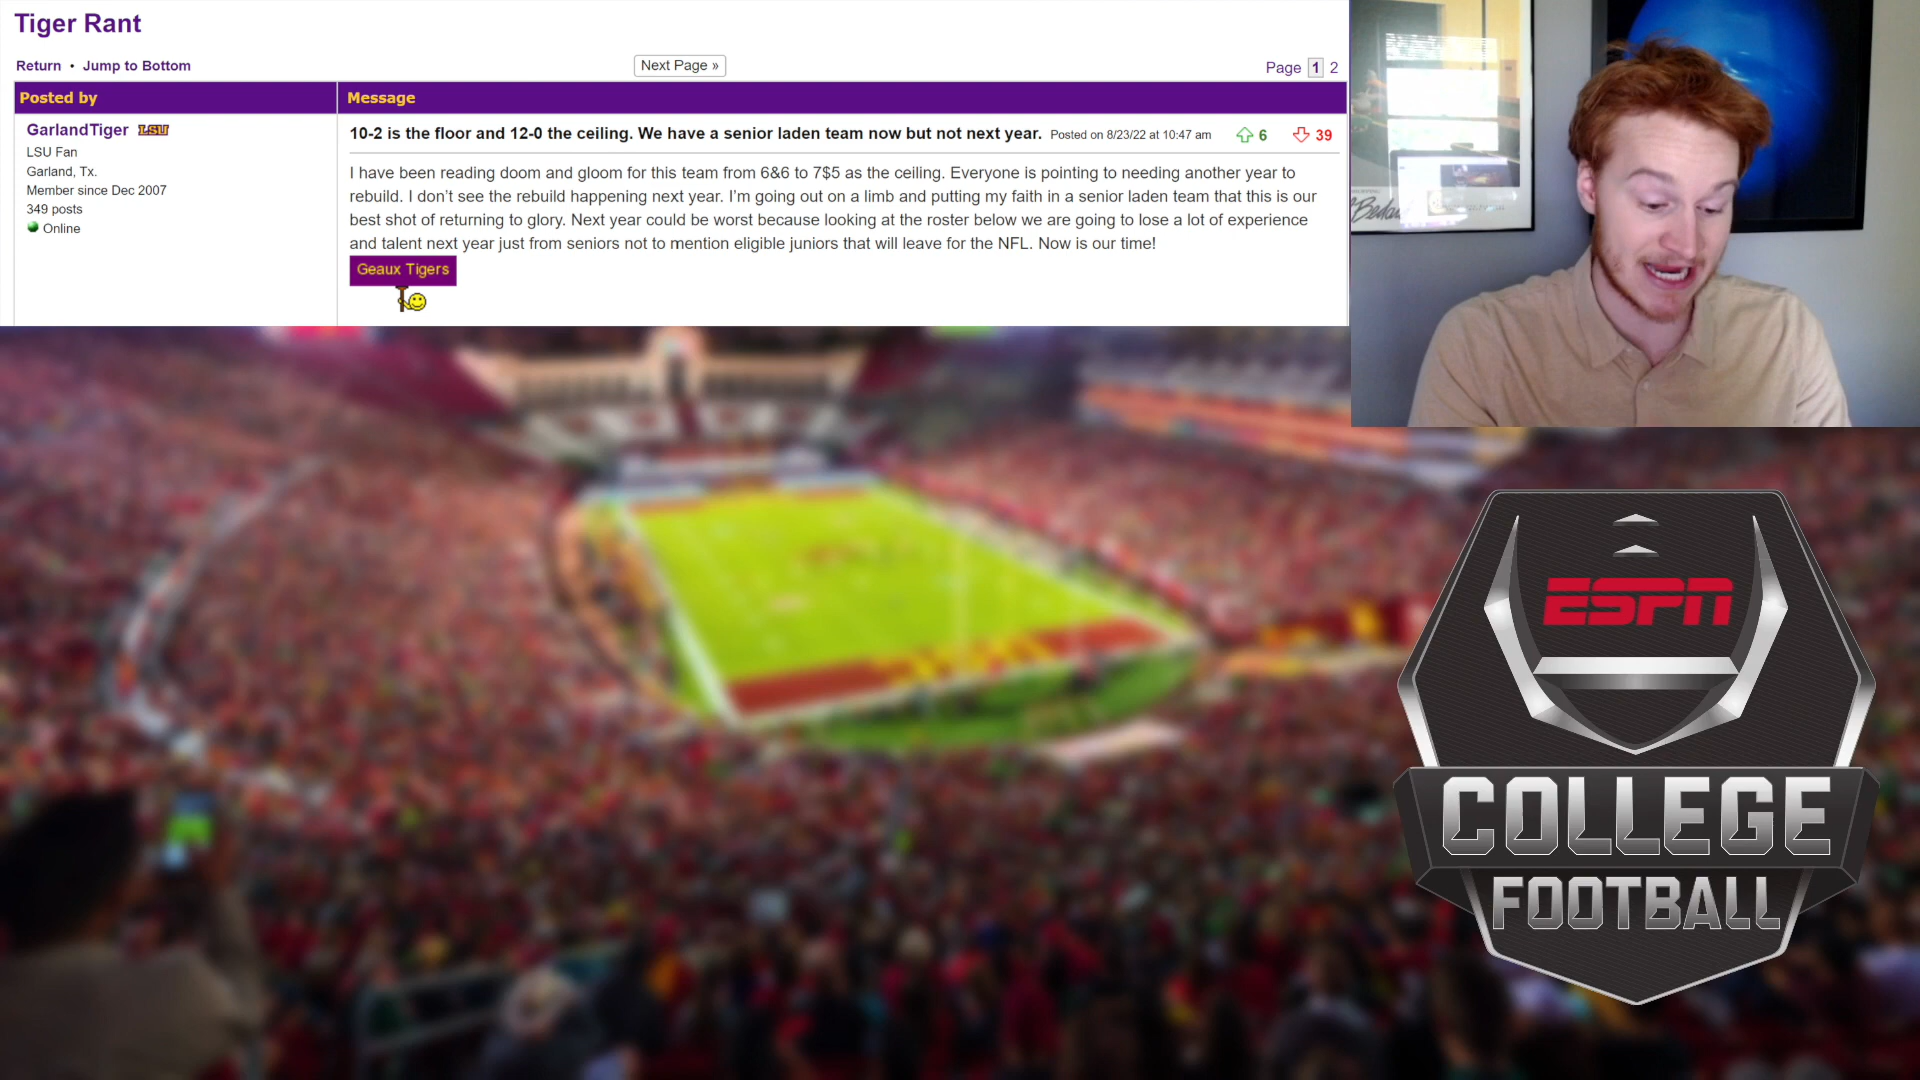 Tiger Rant
Return • Jump to Bottom
Next Page »
Page 1 2
Posted by
Message
GarlandTiger LSU
LSU Fan
Garland, Tx.
Member since Dec 2007
349 posts
Online
10-2 is the floor and 12-0 the ceiling. We have a senior laden team now but not next year. Posted on 8/23/22 at 10:47 am 6 39
I have been reading doom and gloom for this team from 6&6 to 7$5 as the ceiling. Everyone is pointing to needing another year to
rebuild. I don't see the rebuild happening next year. I'm going out on a limb and putting my faith in a senior laden team that this is our
best shot of returning to glory. Next year could be worst because looking at the roster below we are going to lose a lot of experience
and talent next year just from seniors not to mention eligible juniors that will leave for the NFL. Now is our time!
Geaux Tigers
ESPN
COLLEGE
FOOTBALL